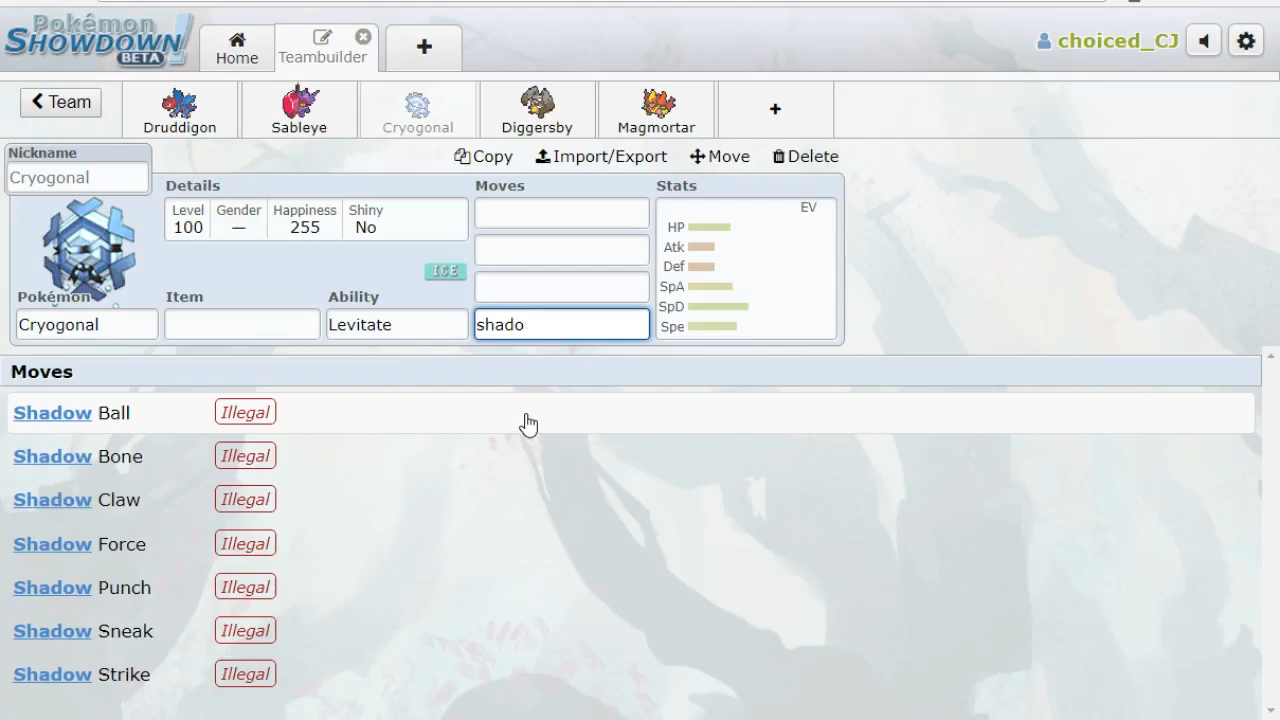 Pokémon
SHOWDOWN!
BETA
Home
Teambuilder
+
choiced_CJ
Team
Druddigon
Sableye
Cryogonal
Diggersby
Magmortar
+
Nickname
Cryogonal
Copy
Import/Export
Move
Delete
Details
Moves
Stats
Level
Gender
Happiness
Shiny
100
—
255
No
EV
HP
Atk
Def
SpA
SpD
Spe
ICE
Pokémon
Item
Ability
Cryogonal
Levitate
shado
Moves
Shadow Ball Illegal
Shadow Bone Illegal
Shadow Claw Illegal
Shadow Force Illegal
Shadow Punch Illegal
Shadow Sneak Illegal
Shadow Strike Illegal